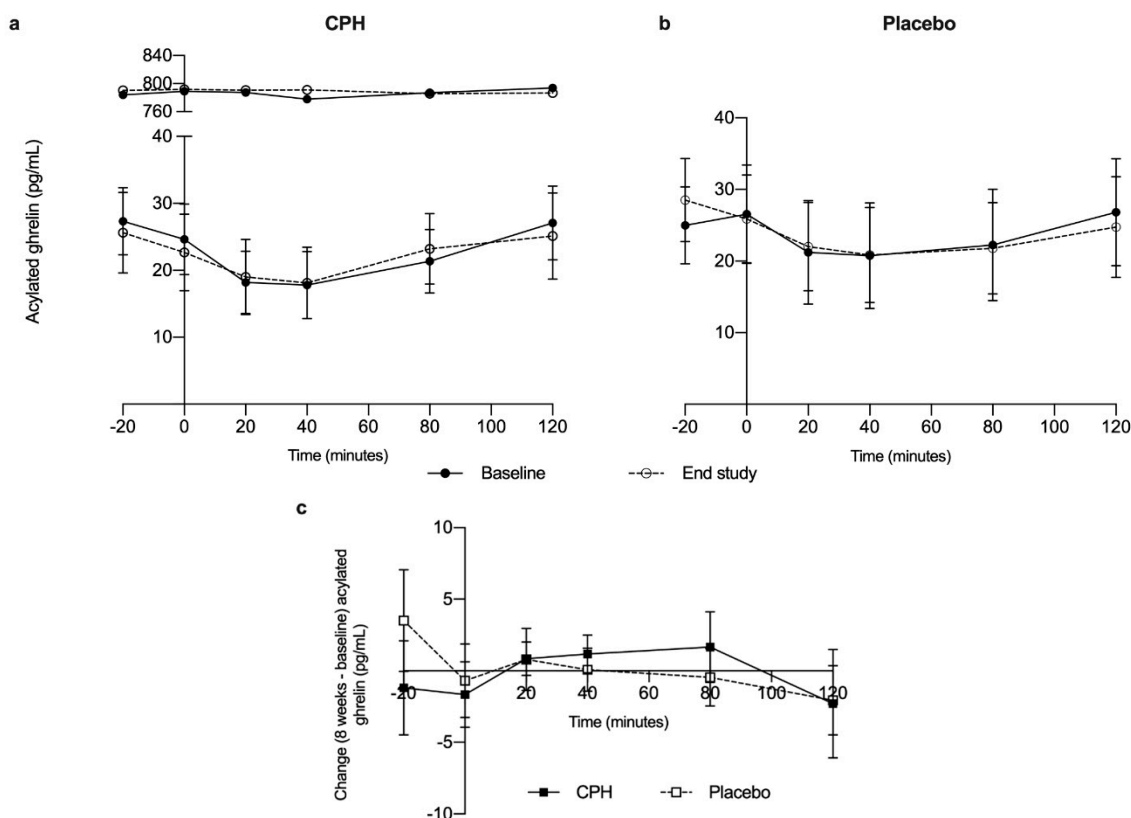 a
CPH
b
Placebo
840
800
760
40
30
20
10
Acylated ghrelin (pg/mL)
-20 0 20 40 60 80 100 120
Time (minutes)
40
30
20
10
-20 0 20 40 60 80 100 120
Time (minutes)
Baseline
End study
c
10
5
-5
-10
Change (8 weeks - baseline) acylated
ghrelin (pg/mL)
-20 20 40 60 80 100 120
Time (minutes)
CPH
Placebo